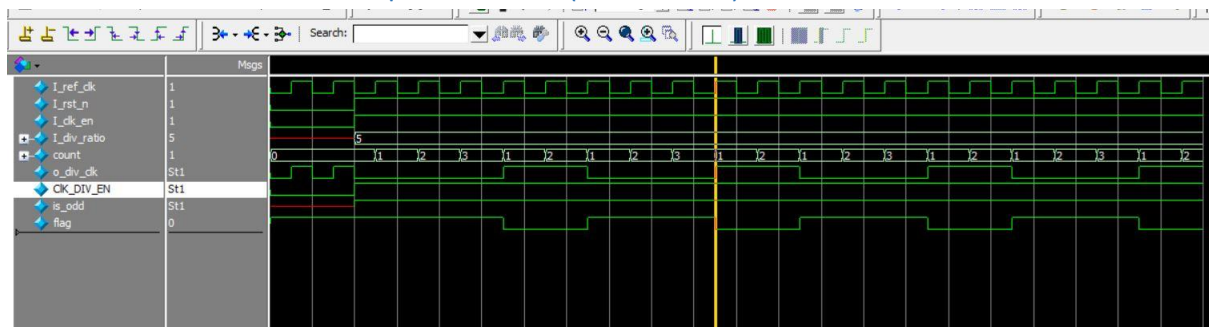 Search:
Msgs
I_ref_clk 1
I_rst_n 1
I_clk_en 1
I_div_ratio 5 5
count 1 0 1 2 3 1 2 1 2 3 1 2 1 2 3 1 2 1 2 3 1 2
o_div_clk St1
ClK_DIV_EN St1
is_odd St1
flag 0